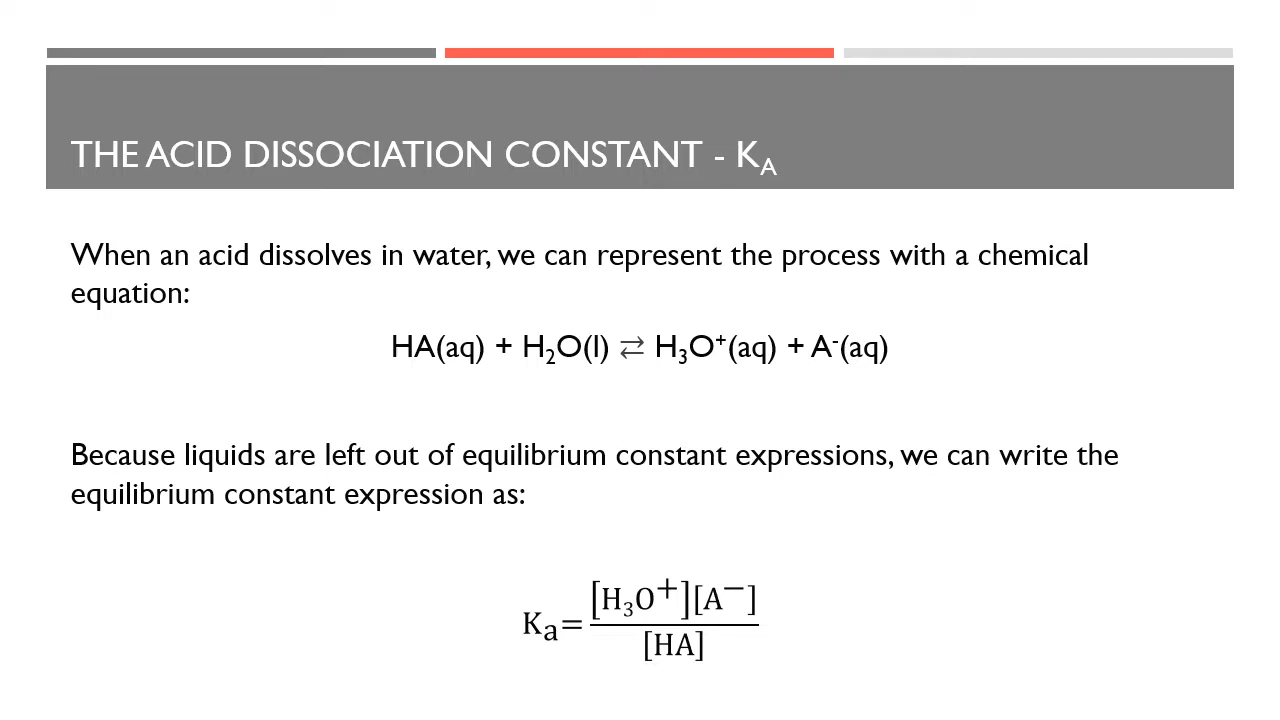 THE ACID DISSOCIATION CONSTANT - Kₐ
When an acid dissolves in water, we can represent the process with a chemical
equation:
HA(aq) + H₂O(l) ⇄ H₃O⁺(aq) + A⁻(aq)
Because liquids are left out of equilibrium constant expressions, we can write the
equilibrium constant expression as:
Kₐ= [H₃O⁺][A⁻] / [HA]